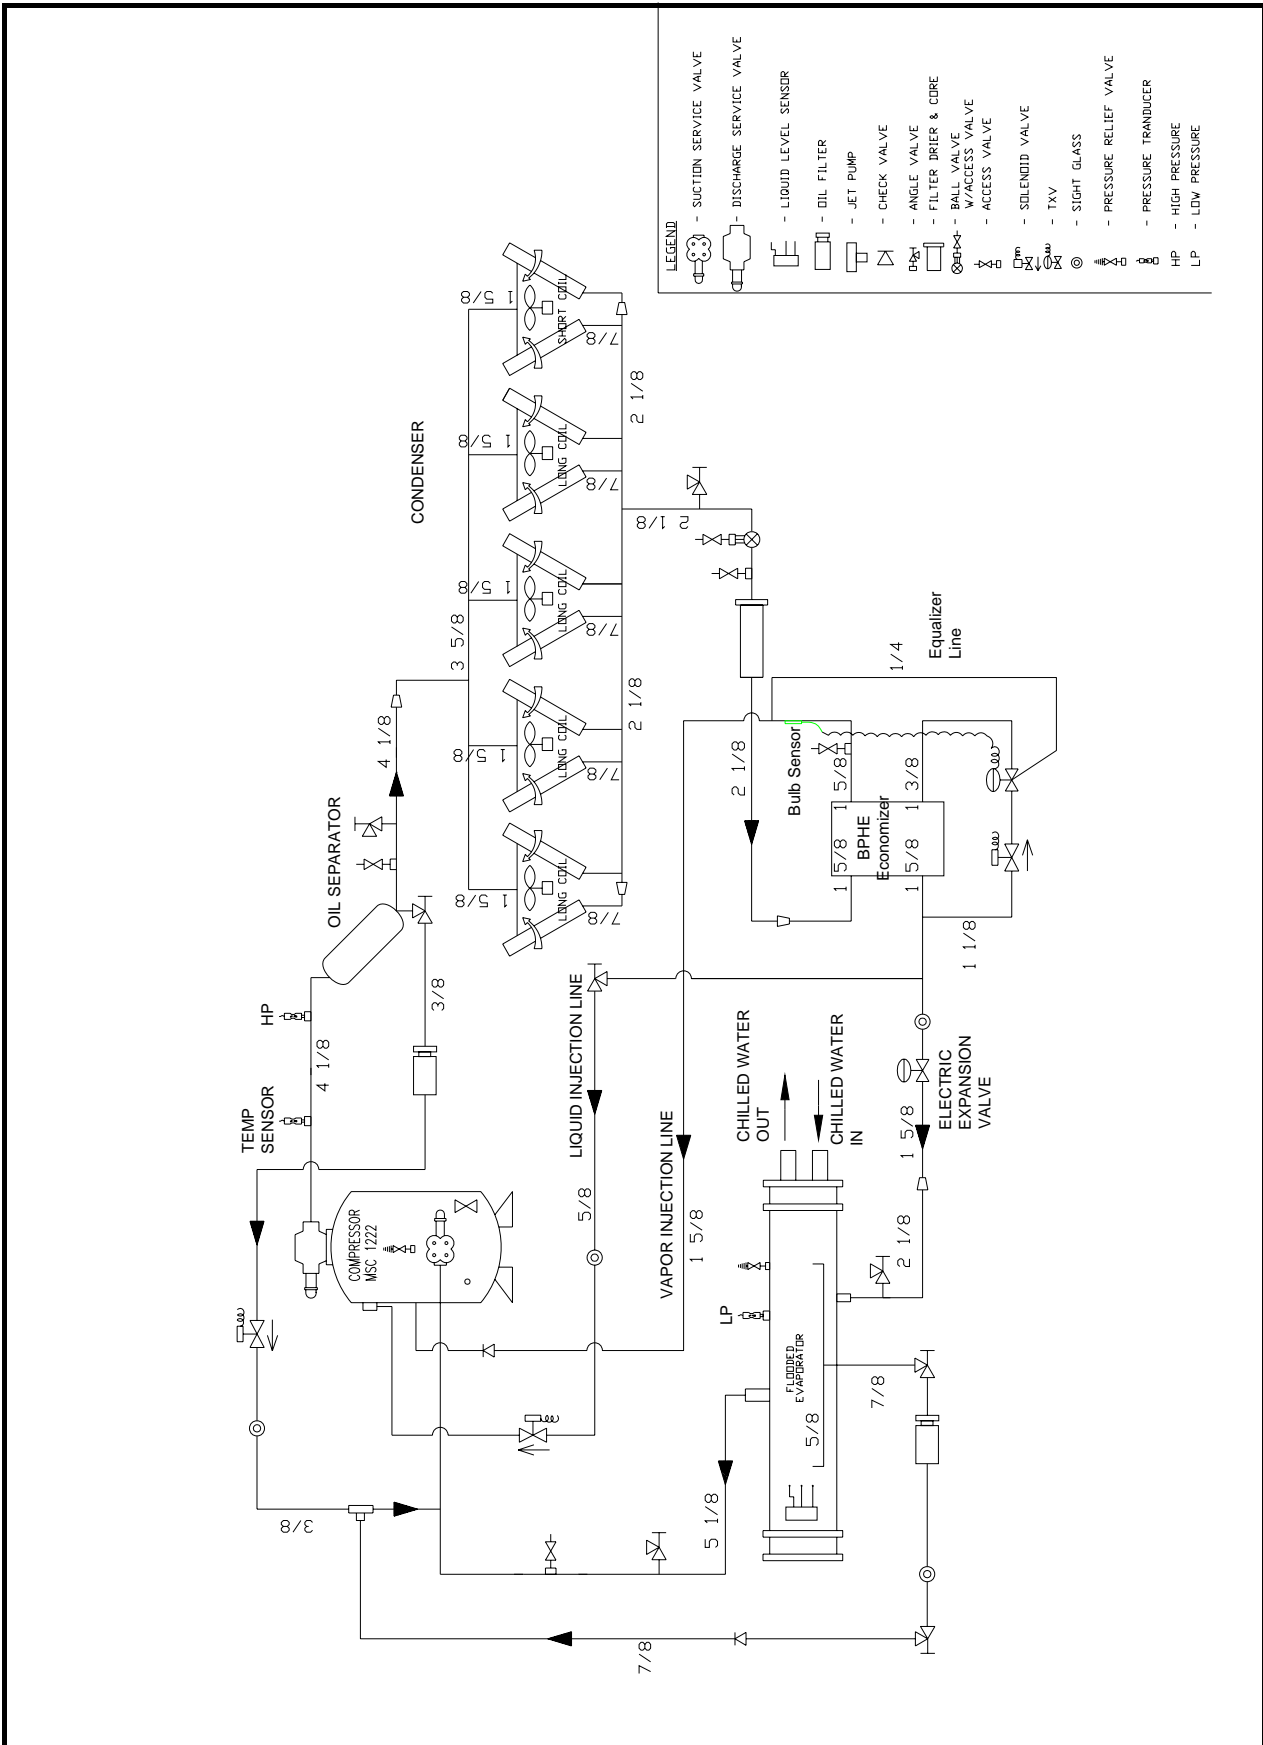 LEGEND
- SUCTION SERVICE VALVE
- DISCHARGE SERVICE VALVE
- LIQUID LEVEL SENSOR
- OIL FILTER
- JET PUMP
- CHECK VALVE
- ANGLE VALVE
- FILTER DRIER & CORE
- BALL VALVE
W/ACCESS VALVE
- ACCESS VALVE
- SOLENOID VALVE
- TXV
- SIGHT GLASS
- PRESSURE RELIEF VALVE
- PRESSURE TRANDUCER
HP - HIGH PRESSURE
LP - LOW PRESSURE
TEMP
SENSOR
HP
4 1/8
OIL SEPARATOR
4 1/8
3/8
CONDENSER
3 5/8
1 5/8
1 5/8
1 5/8
1 5/8
1 5/8
LONG COIL
LONG COIL
LONG COIL
LONG COIL
SHORT COIL
7/8
7/8
7/8
7/8
7/8
2 1/8
2 1/8
2 1/8
COMPRESSOR
MSC 1222
3/8
LIQUID INJECTION LINE
5/8
VAPOR INJECTION LINE
1 5/8
2 1/8
Bulb Sensor
1 5/8
1 5/8
BPHE
Economizer
1 5/8
1 3/8
1/4
Equalizer
Line
1 1/8
CHILLED WATER
OUT
CHILLED WATER
IN
ELECTRIC
EXPANSION
VALVE
1 5/8
2 1/8
LP
FLOODED
EVAPORATOR
5/8
5 1/8
7/8
7/8